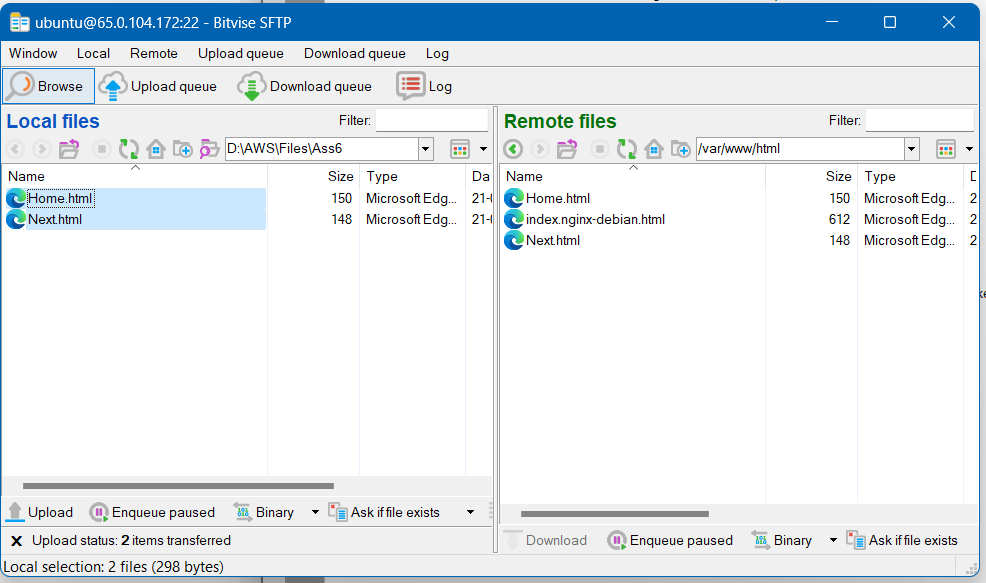 ubuntu@65.0.104.172:22 - Bitvise SFTP
Window Local Remote Upload queue Download queue Log
Browse Upload queue Download queue Log
Local files Filter:
D:\AWS\Files\Ass6
Name Size Type Da
Home.html 150 Microsoft Edg... 21-0
Next.html 148 Microsoft Edg... 21-0
Upload Enqueue paused Binary Ask if file exists
Upload status: 2 items transferred
Remote files Filter:
/var/www/html
Name Size Type D
Home.html 150 Microsoft Edg... 2
index.nginx-debian.html 612 Microsoft Edg... 2
Next.html 148 Microsoft Edg... 2
Download Enqueue paused Binary Ask if file exists
Local selection: 2 files (298 bytes)